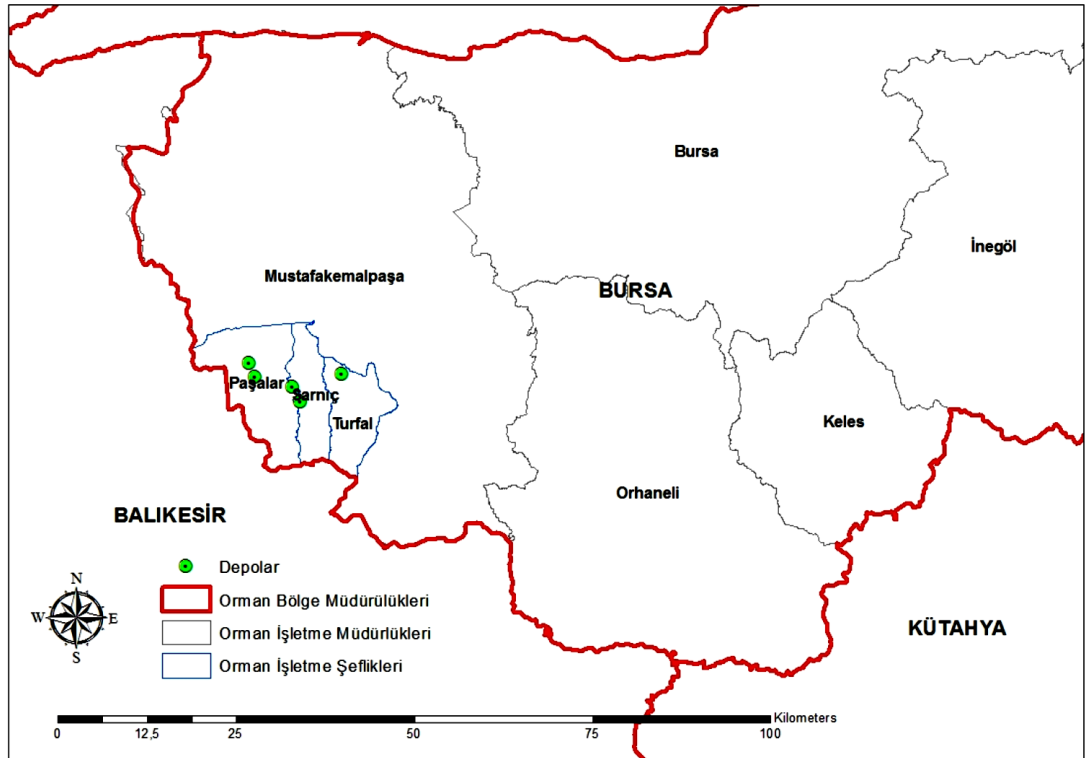 Bursa
İnegöl
Mustafakemalpaşa
BURSA
Paşalar
Şarnıç
Turfal
Keles
Orhaneli
BALIKESİR
KÜTAHYA
Depolar
Orman Bölge Müdürülükleri
Orman İşletme Müdürlükleri
Orman İşletme Şeflikleri
N
W E
S
Kilometers
0 12,5 25 50 75 100